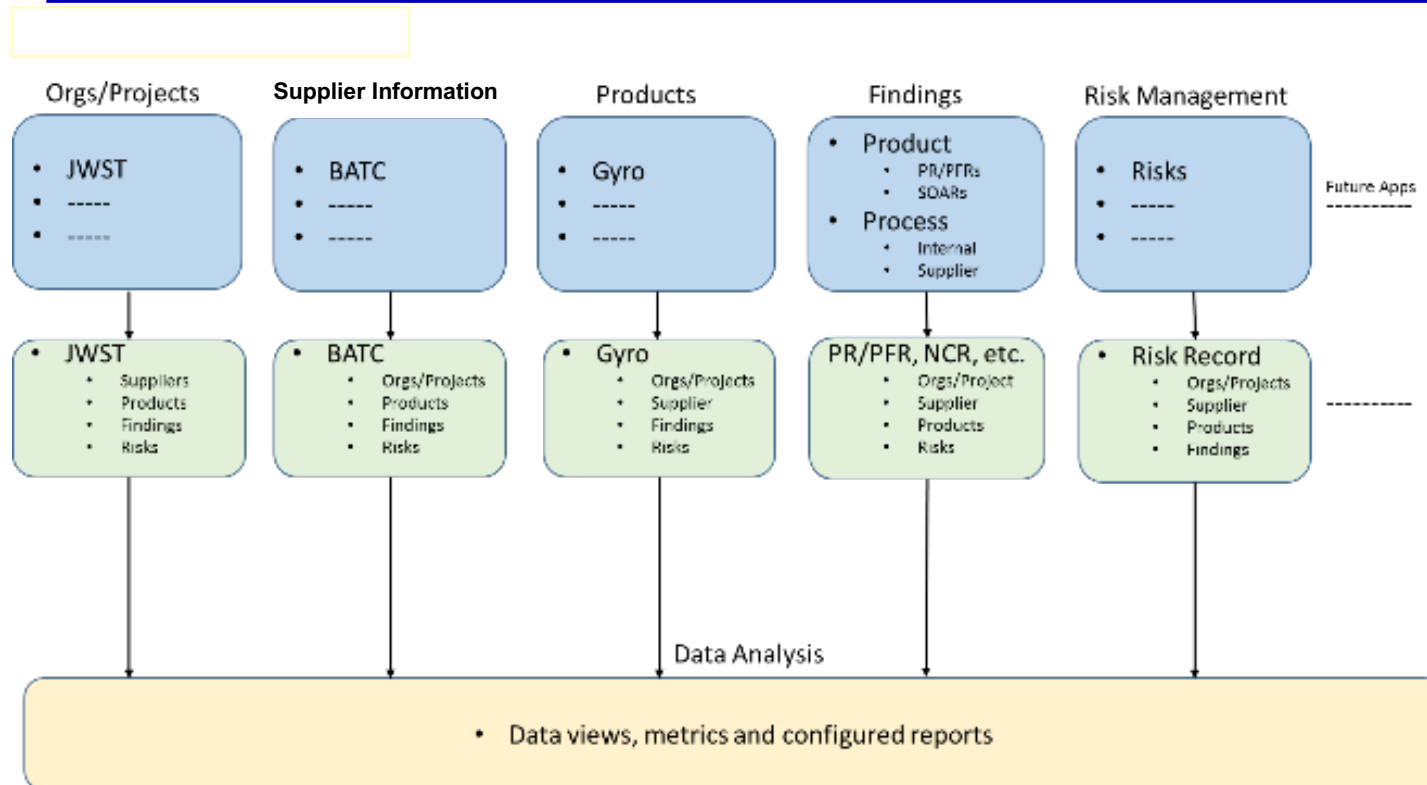 Orgs/Projects
Supplier Information
Products
Findings
Risk Management
• JWST
• -----
• -----
• BATC
• -----
• -----
• Gyro
• -----
• -----
• Product
• PR/PFRs
• SOARs
• Process
• Internal
• Supplier
• Risks
• -----
• -----
Future Apps
----------
• JWST
• Suppliers
• Products
• Findings
• Risks
• BATC
• Orgs/Projects
• Products
• Findings
• Risks
• Gyro
• Orgs/Projects
• Supplier
• Findings
• Risks
PR/PFR, NCR, etc.
• Orgs/Project
• Supplier
• Products
• Risks
• Risk Record
• Orgs/Projects
• Supplier
• Products
• Findings
----------
Data Analysis
• Data views, metrics and configured reports